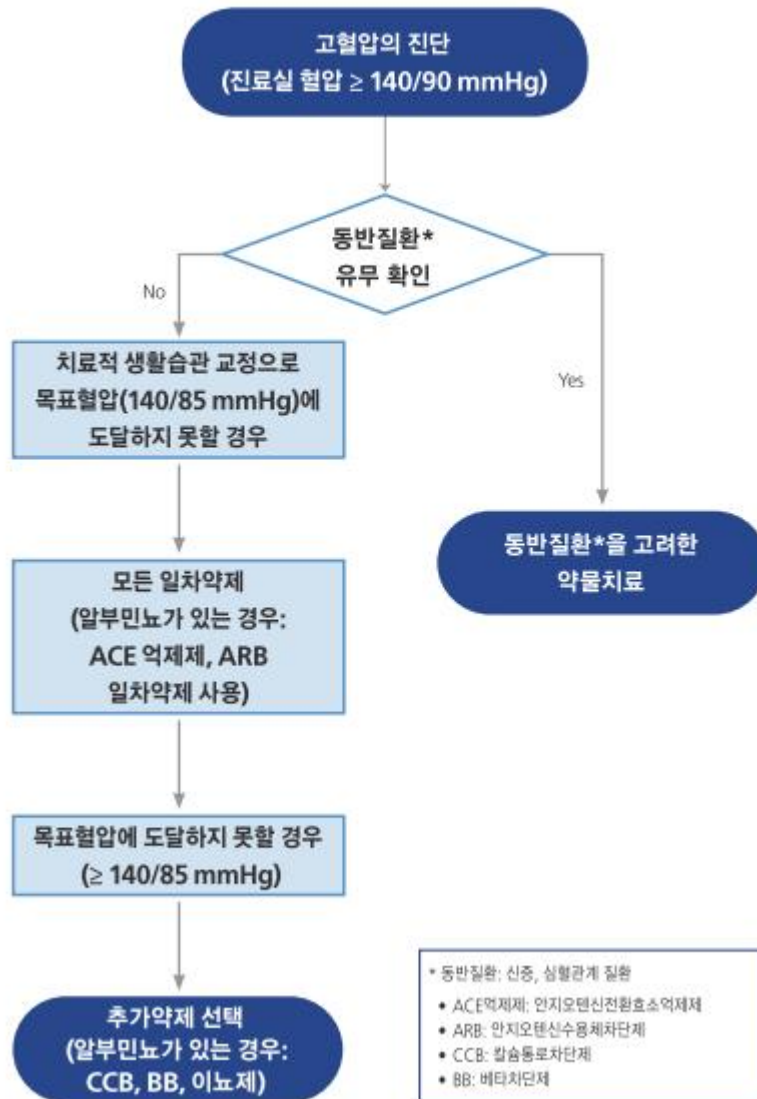 고혈압의 진단
(진료실 혈압 ≥ 140/90 mmHg)
동반질환*
유무 확인
No
Yes
치료적 생활습관 교정으로
목표혈압(140/85 mmHg)에
도달하지 못할 경우
동반질환*을 고려한
약물치료
모든 일차약제
(알부민뇨가 있는 경우:
ACE 억제제, ARB
일차약제 사용)
목표혈압에 도달하지 못할 경우
(≥ 140/85 mmHg)
추가약제 선택
(알부민뇨가 있는 경우:
CCB, BB, 이뇨제)
* 동반질환: 신증, 심혈관계 질환
• ACE억제제: 안지오텐신전환효소억제제
• ARB: 안지오텐신수용체차단제
• CCB: 칼슘통로차단제
• BB: 베타차단제